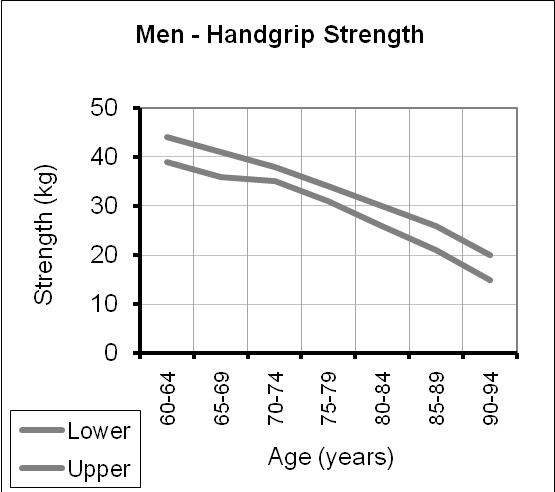 Men - Handgrip Strength
50
40
30
20
10
0
Strength (kg)
60-64
65-69
70-74
75-79
80-84
85-89
90-94
Age (years)
Lower
Upper